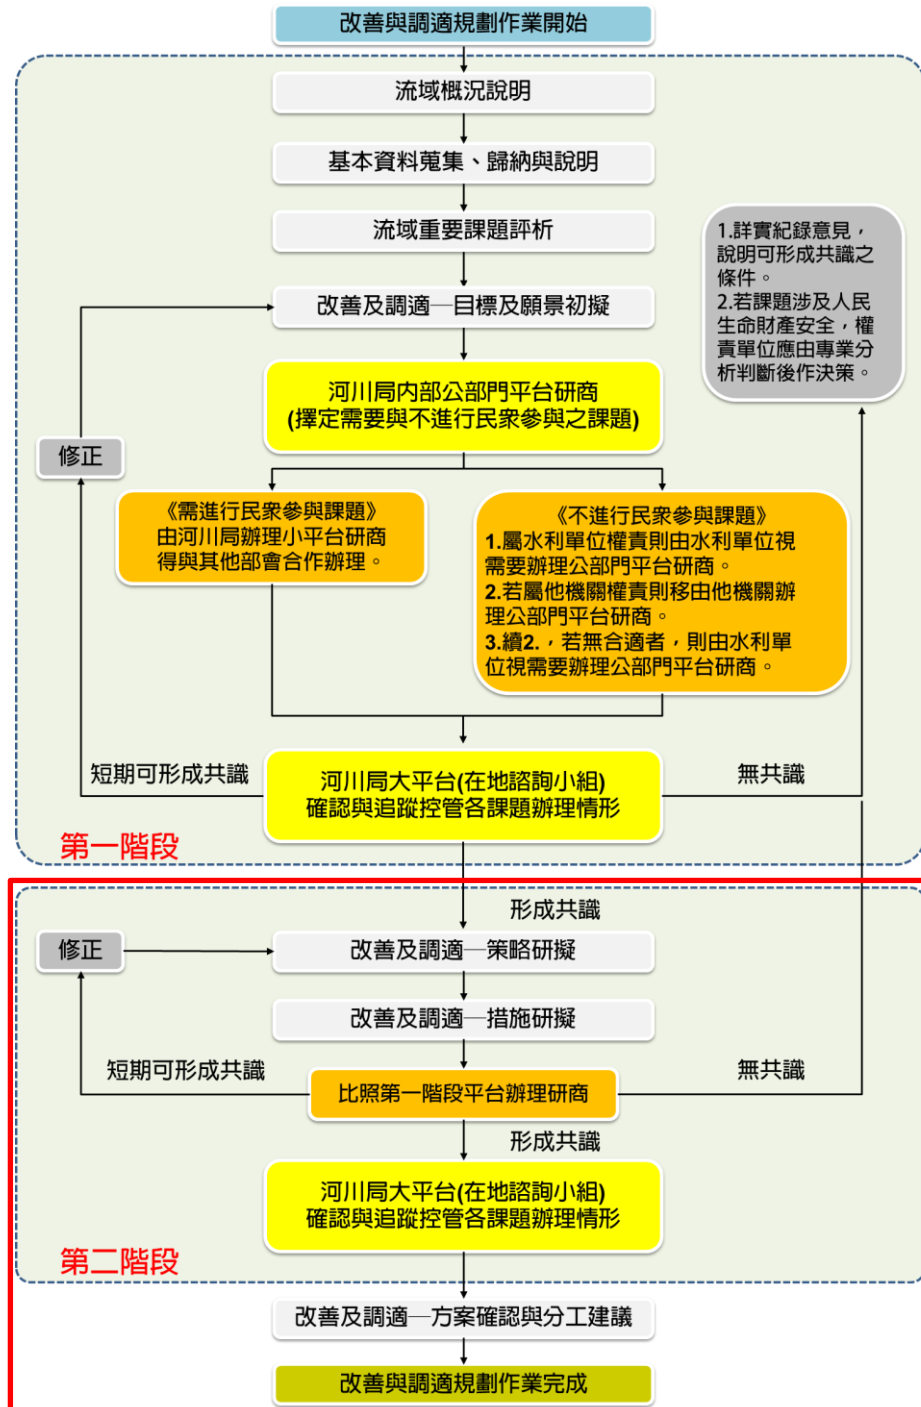 改善與調適規劃作業開始
流域概況說明
基本資料蒐集、歸納與說明
流域重要課題評析
改善及調適—目標及願景初擬
1.詳實紀錄意見，
說明可形成共識之
條件。
2.若課題涉及人民
生命財產安全，權
責單位應由專業分
析判斷後作決策。
河川局內部公部門平台研商
(擇定需要與不進行民眾參與之課題)
修正
《需進行民眾參與課題》
由河川局辦理小平台研商
得與其他部會合作辦理。
《不進行民眾參與課題》
1.屬水利單位權責則由水利單位視
需要辦理公部門平台研商。
2.若屬他機關權責則移由他機關辦
理公部門平台研商。
3.續2.，若無合適者，則由水利單
位視需要辦理公部門平台研商。
短期可形成共識
河川局大平台(在地諮詢小組)
確認與追蹤控管各課題辦理情形
無共識
第一階段
形成共識
修正
改善及調適—策略研擬
改善及調適—措施研擬
短期可形成共識
無共識
比照第一階段平台辦理研商
形成共識
河川局大平台(在地諮詢小組)
確認與追蹤控管各課題辦理情形
第二階段
改善及調適—方案確認與分工建議
改善與調適規劃作業完成